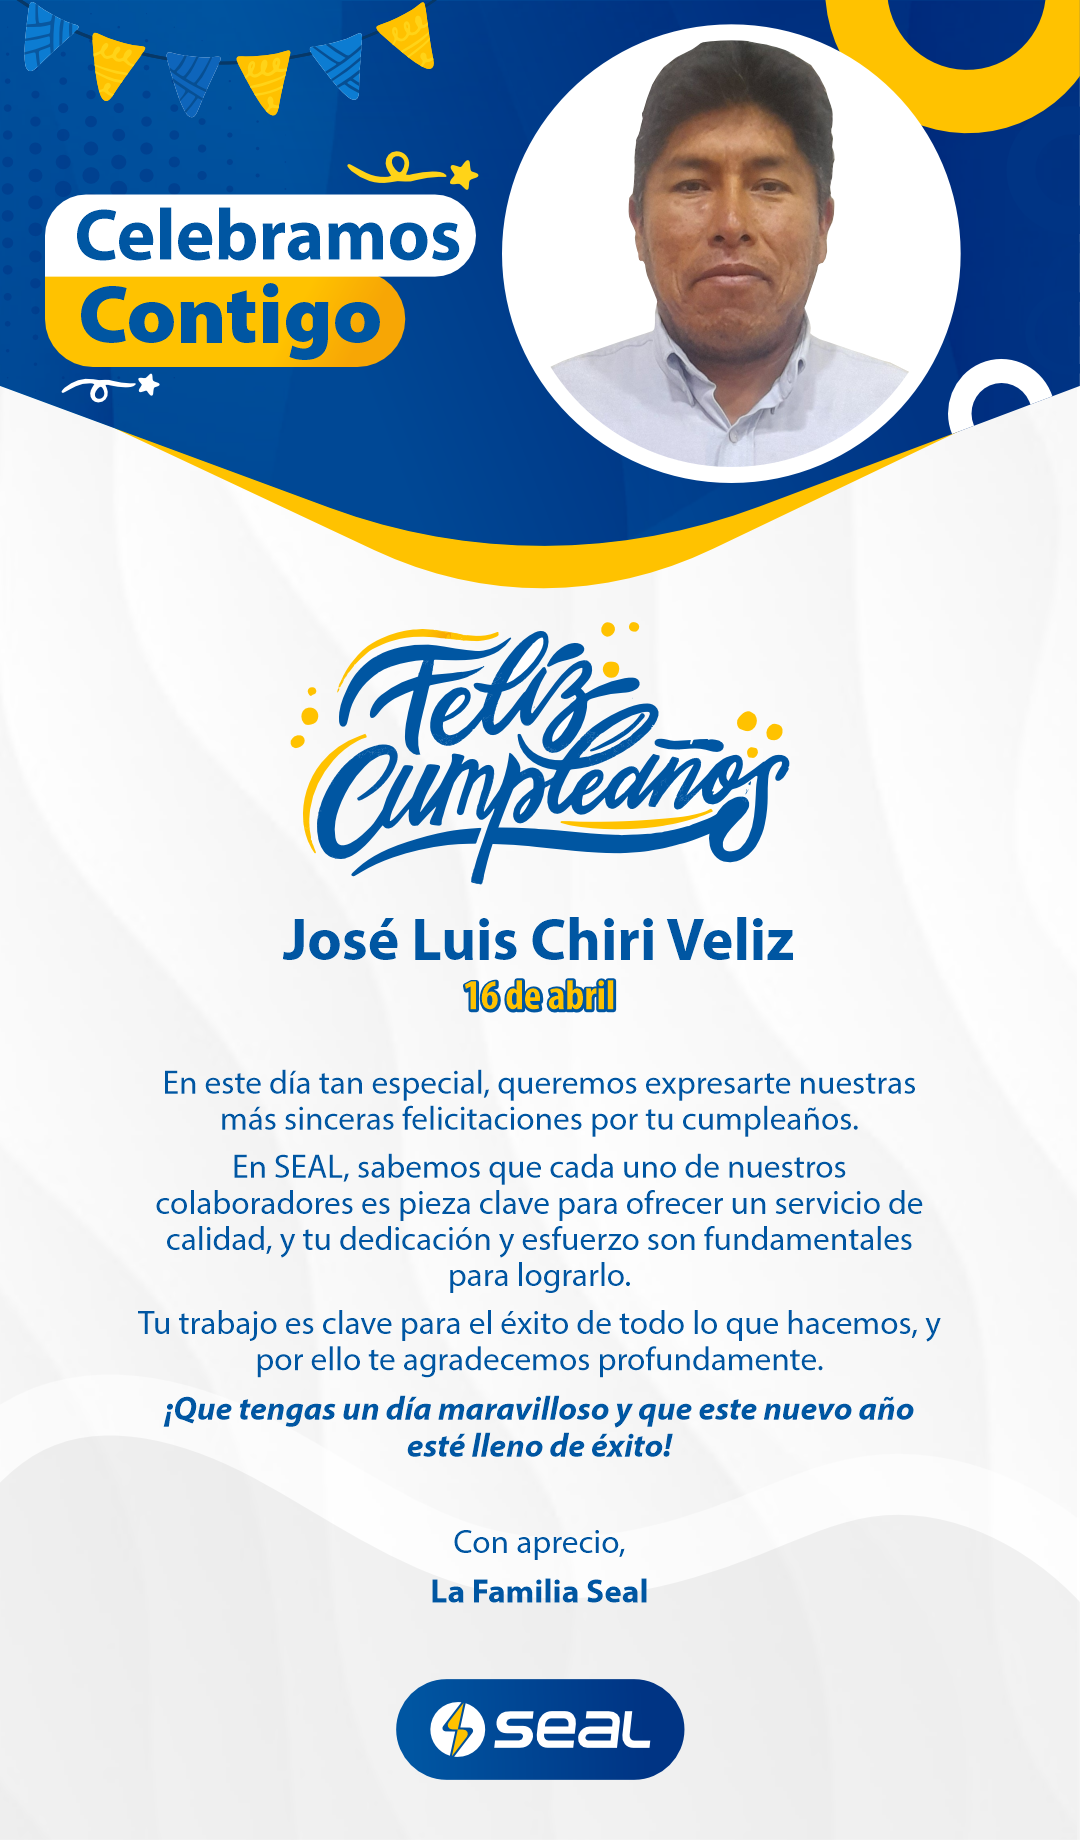 Celebramos
Contigo
Feliz
Cumpleaños
José Luis Chiri Veliz
16 de abril
En este día tan especial, queremos expresarte nuestras
más sinceras felicitaciones por tu cumpleaños.
En SEAL, sabemos que cada uno de nuestros
colaboradores es pieza clave para ofrecer un servicio de
calidad, y tu dedicación y esfuerzo son fundamentales
para lograrlo.
Tu trabajo es clave para el éxito de todo lo que hacemos, y
por ello te agradecemos profundamente.
¡Que tengas un día maravilloso y que este nuevo año
esté lleno de éxito!
Con aprecio,
La Familia Seal
seal